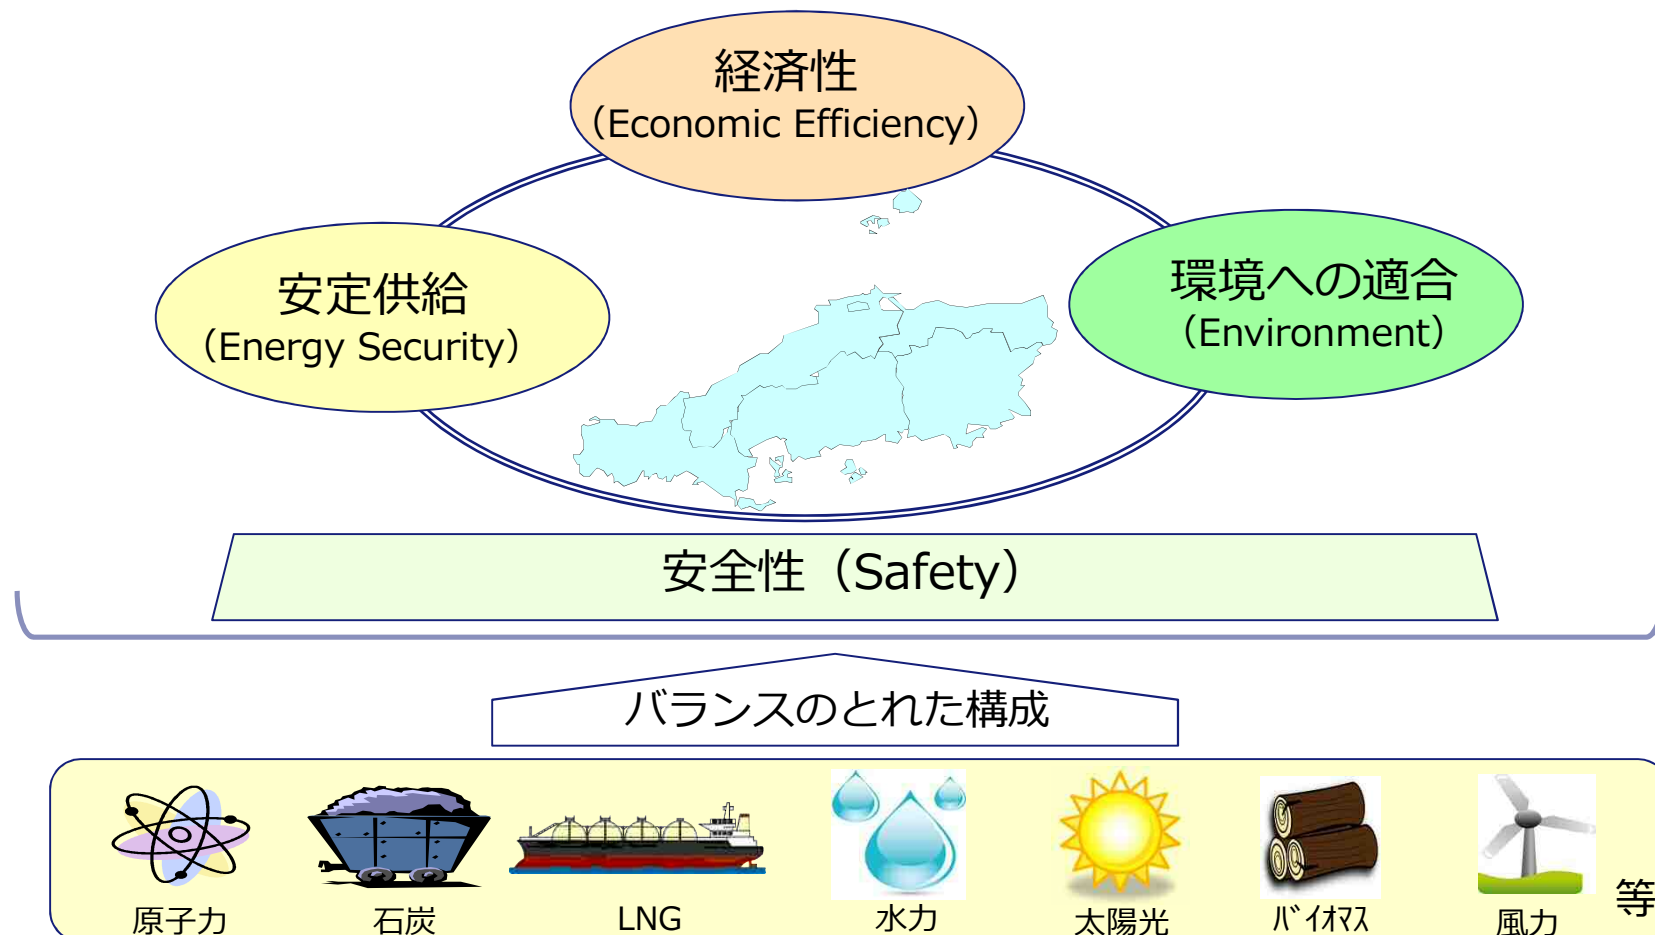 経済性
（Economic Efficiency）
安定供給
（Energy Security）
環境への適合
（Environment）
安全性（Safety）
バランスのとれた構成
原子力
石炭
LNG
水力
太陽光
ﾊﾞｲｵﾏｽ
風力
等